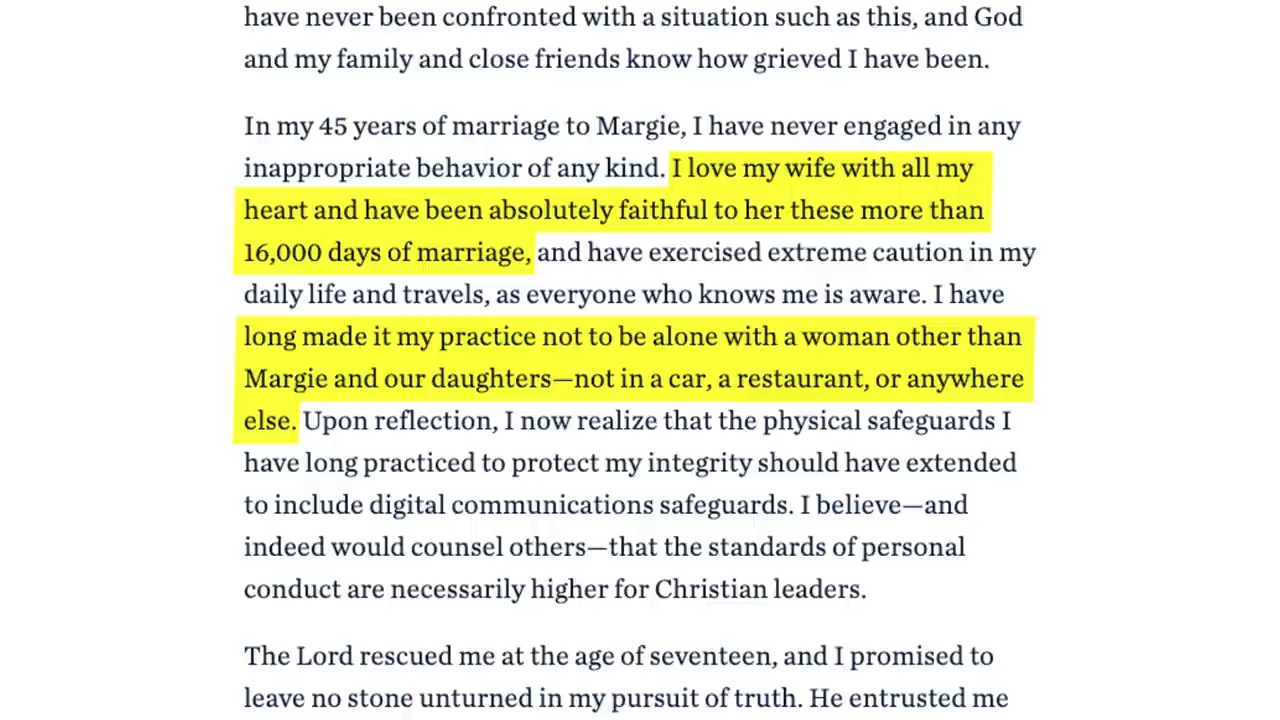 have never been confronted with a situation such as this, and God
and my family and close friends know how grieved I have been.
In my 45 years of marriage to Margie, I have never engaged in any
inappropriate behavior of any kind. I love my wife with all my
heart and have been absolutely faithful to her these more than
16,000 days of marriage, and have exercised extreme caution in my
daily life and travels, as everyone who knows me is aware. I have
long made it my practice not to be alone with a woman other than
Margie and our daughters—not in a car, a restaurant, or anywhere
else. Upon reflection, I now realize that the physical safeguards I
have long practiced to protect my integrity should have extended
to include digital communications safeguards. I believe—and
indeed would counsel others—that the standards of personal
conduct are necessarily higher for Christian leaders.
The Lord rescued me at the age of seventeen, and I promised to
leave no stone unturned in my pursuit of truth. He entrusted me